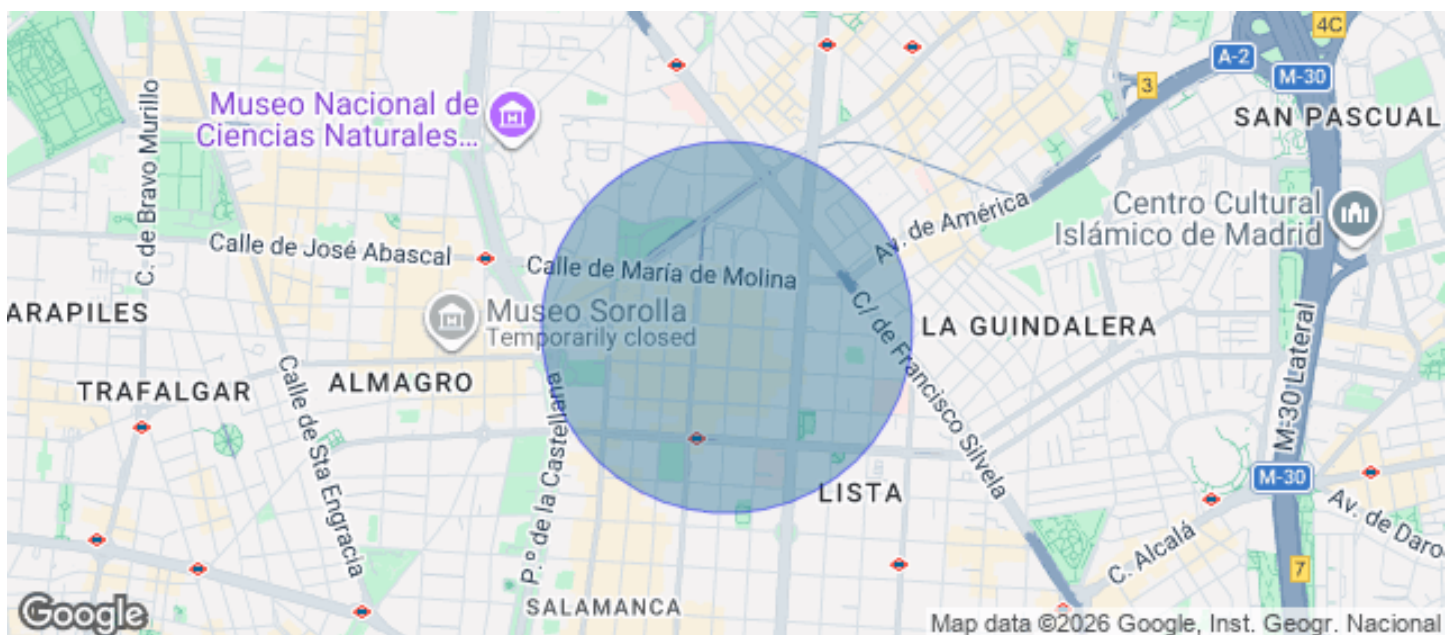 4C
A-2
M-30
3
Museo Nacional de
Ciencias Naturales...
SAN PASCUAL
C. de Bravo Murillo
Centro Cultural
Islámico de Madrid
Av. de América
Calle de José Abascal
Calle de María de Molina
Museo Sorolla
Temporarily closed
ARAPILES
C/ de Francisco Silvela
LA GUINDALERA
M-30 Lateral
TRAFALGAR
ALMAGRO
Calle de Sta Engracia
P.º de la Castellana
M-30
LISTA
Av. de Daroc
C. Alcalá
7
SALAMANCA
Google
Map data ©2026 Google, Inst. Geogr. Nacional